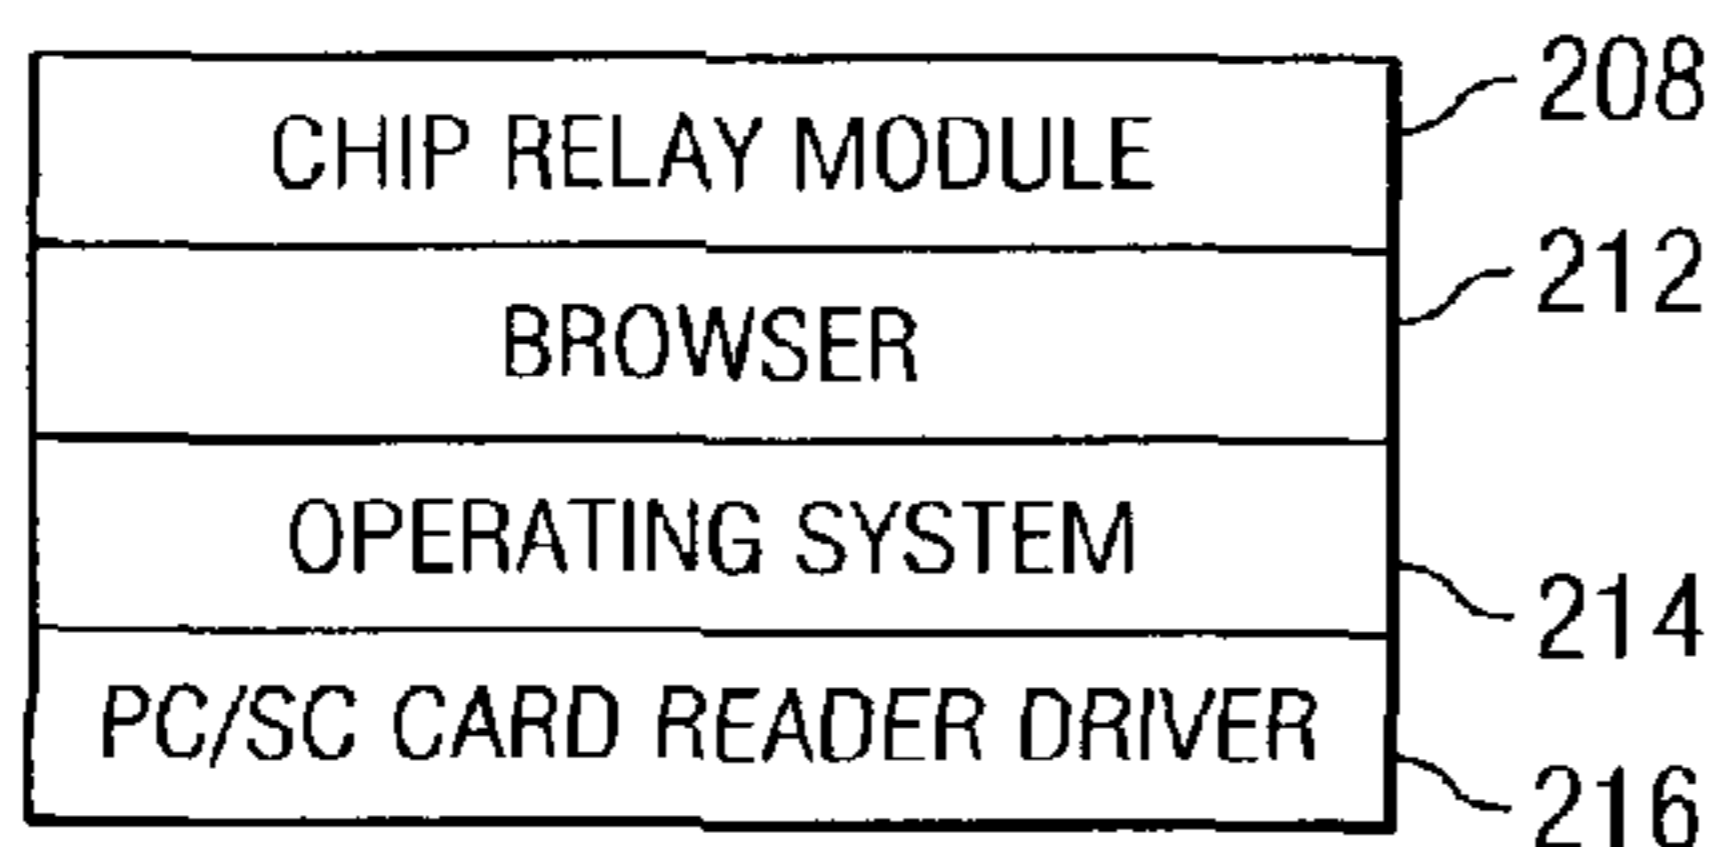 CHIP RELAY MODULE 208
BROWSER 212
OPERATING SYSTEM 214
PC/SC CARD READER DRIVER 216